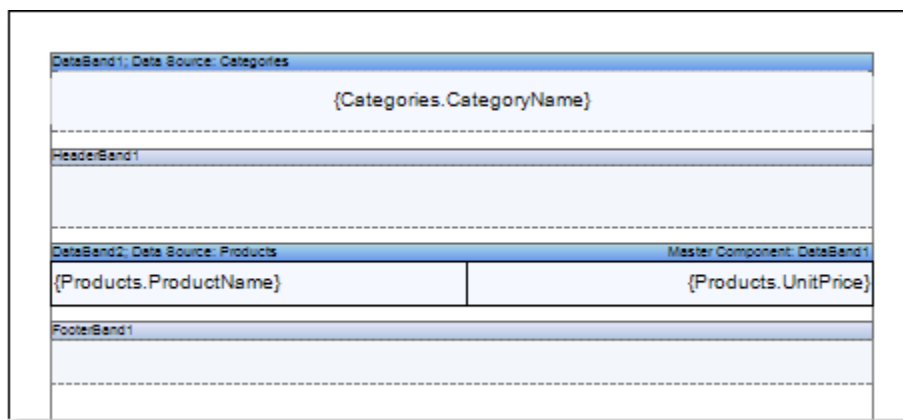 DataBand1; Data Source: Categories
{Categories.CategoryName}
HeaderBand1
DataBand2; Data Source: Products Master Component: DataBand1
{Products.ProductName} {Products.UnitPrice}
FooterBand1